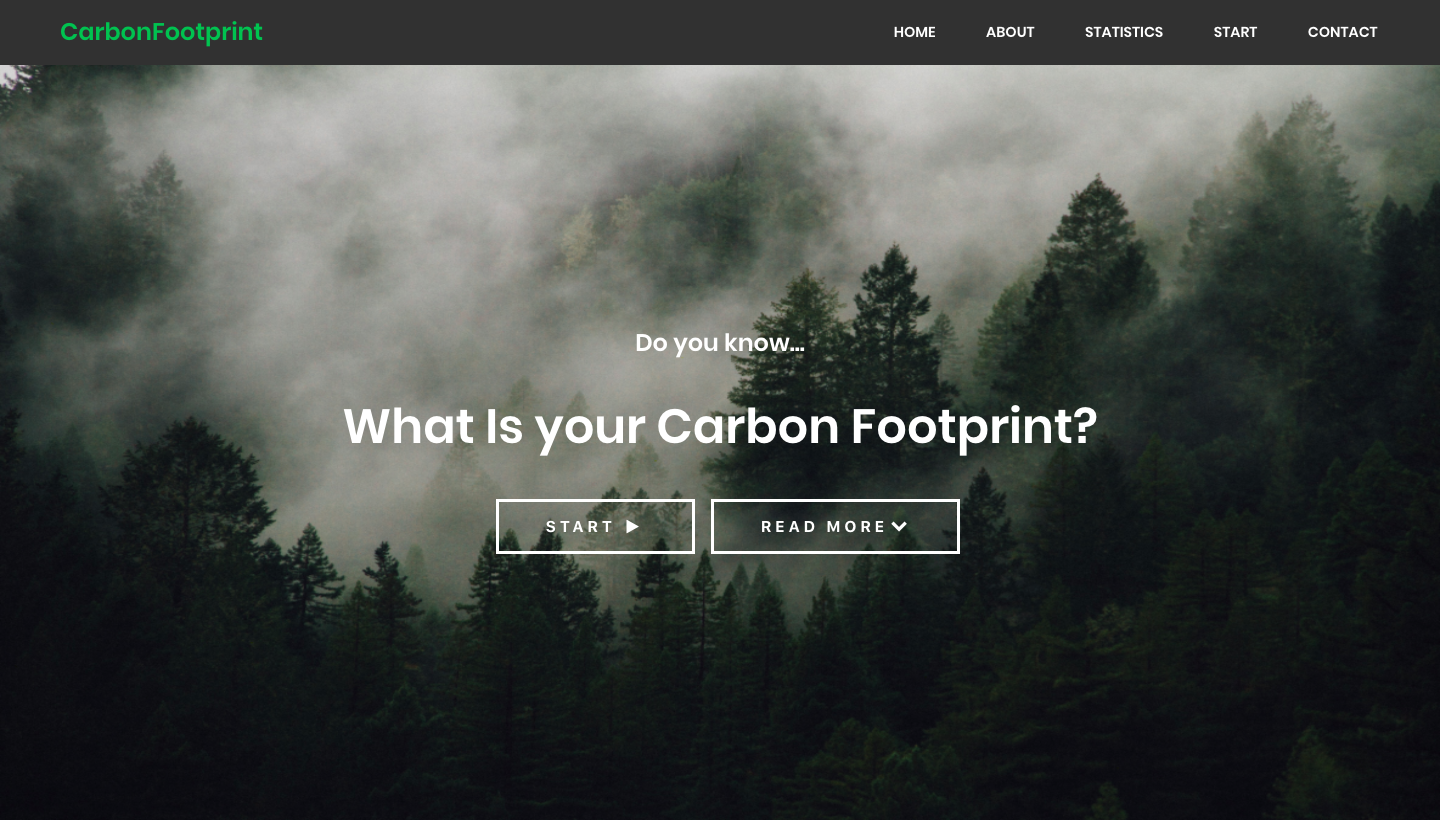 CarbonFootprint HOME ABOUT STATISTICS START CONTACT
Do you know...
What Is your Carbon Footprint?
START READ MORE